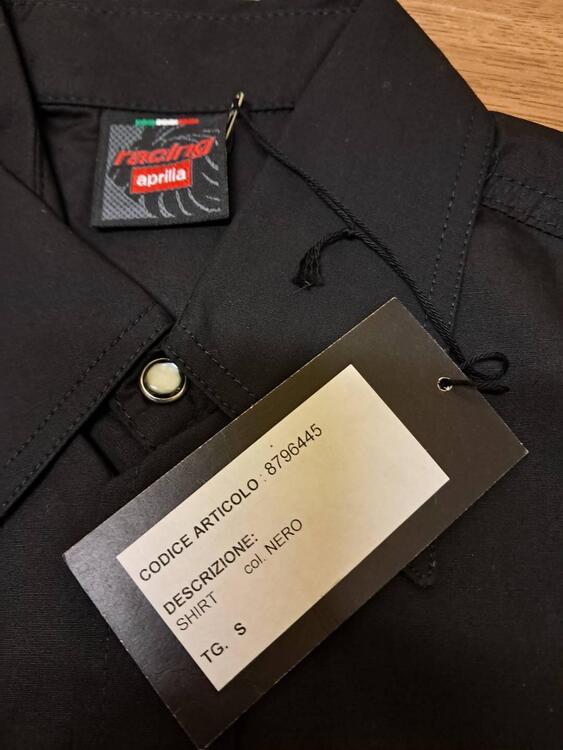 racing
aprilia
CODICE ARTICOLO : 8796445
DESCRIZIONE:
SHIRT col. NERO
TG. S